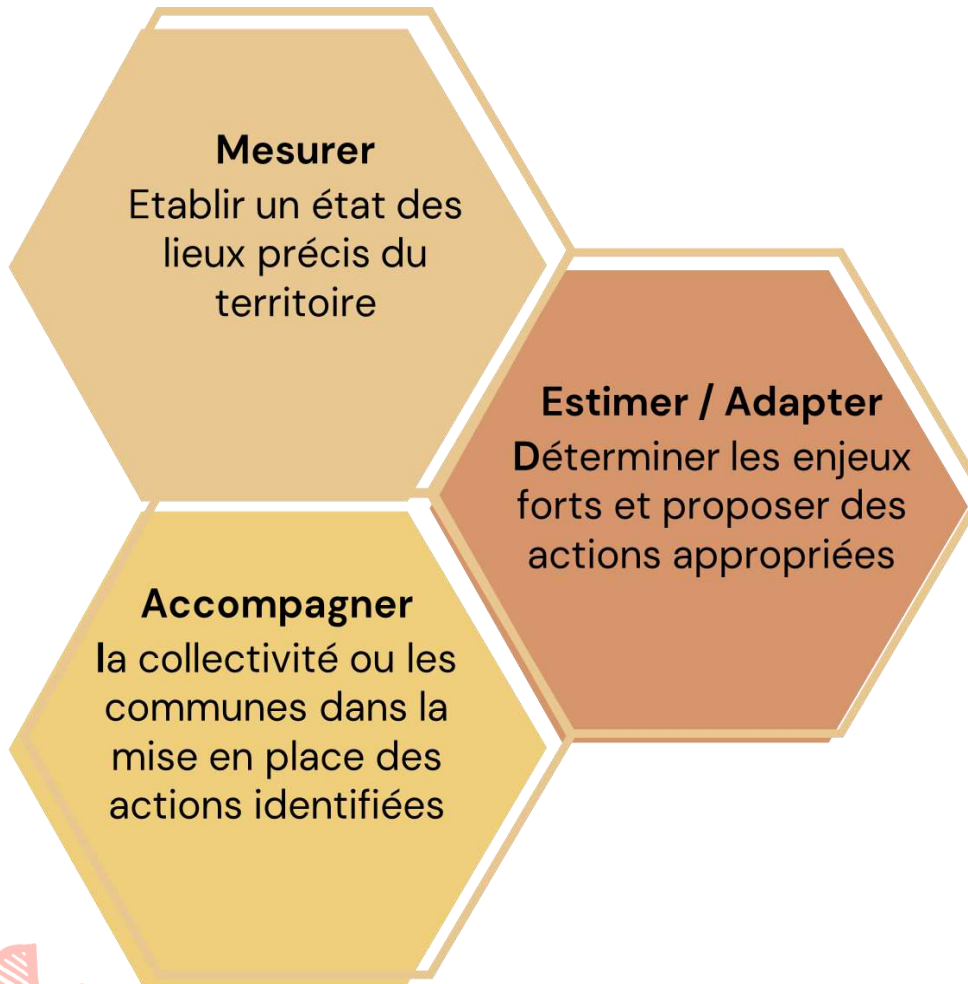 Mesurer
Etablir un état des
lieux précis du
territoire
Estimer / Adapter
Déterminer les enjeux
forts et proposer des
actions appropriées
Accompagner
la collectivité ou les
communes dans la
mise en place des
actions identifiées